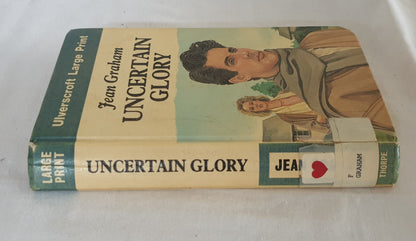 Ulverscroft Large Print
Jean Graham
UNCERTAIN
GLORY
LARGE
PRINT
UNCERTAIN GLORY
JEAN
F
GRAHAM
THORPE